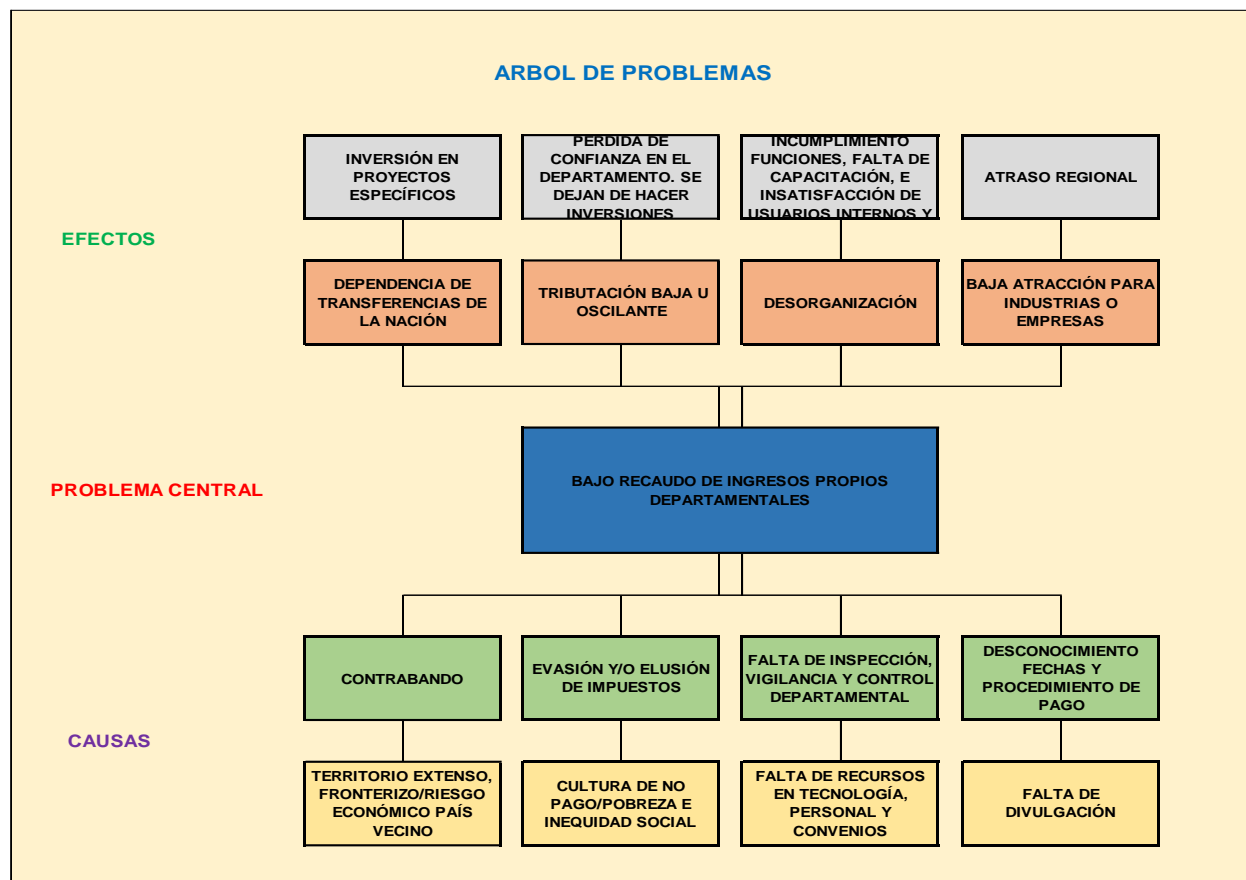 ARBOL DE PROBLEMAS
INVERSIÓN EN
PROYECTOS
ESPECÍFICOS
PERDIDA DE
CONFIANZA EN EL
DEPARTAMENTO. SE
DEJAN DE HACER
INVERSIONES
INCUMPLIMIENTO
FUNCIONES, FALTA DE
CAPACITACIÓN, E
INSATISFACCIÓN DE
USUARIOS INTERNOS Y
ATRASO REGIONAL
EFECTOS
DEPENDENCIA DE
TRANSFERENCIAS DE
LA NACIÓN
TRIBUTACIÓN BAJA U
OSCILANTE
DESORGANIZACIÓN
BAJA ATRACCIÓN PARA
INDUSTRIAS O
EMPRESAS
PROBLEMA CENTRAL
BAJO RECAUDO DE INGRESOS PROPIOS
DEPARTAMENTALES
CONTRABANDO
EVASIÓN Y/O ELUSIÓN
DE IMPUESTOS
FALTA DE INSPECCIÓN,
VIGILANCIA Y CONTROL
DEPARTAMENTAL
DESCONOCIMIENTO
FECHAS Y
PROCEDIMIENTO DE
PAGO
CAUSAS
TERRITORIO EXTENSO,
FRONTERIZO/RIESGO
ECONÓMICO PAÍS
VECINO
CULTURA DE NO
PAGO/POBREZA E
INEQUIDAD SOCIAL
FALTA DE RECURSOS
EN TECNOLOGÍA,
PERSONAL Y
CONVENIOS
FALTA DE
DIVULGACIÓN